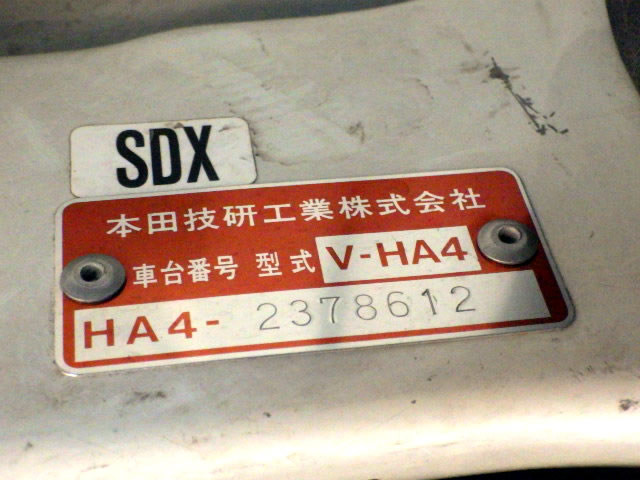 SDX
本田技研工業株式会社
車台番号 型式 V-HA4
HA4- 2378612